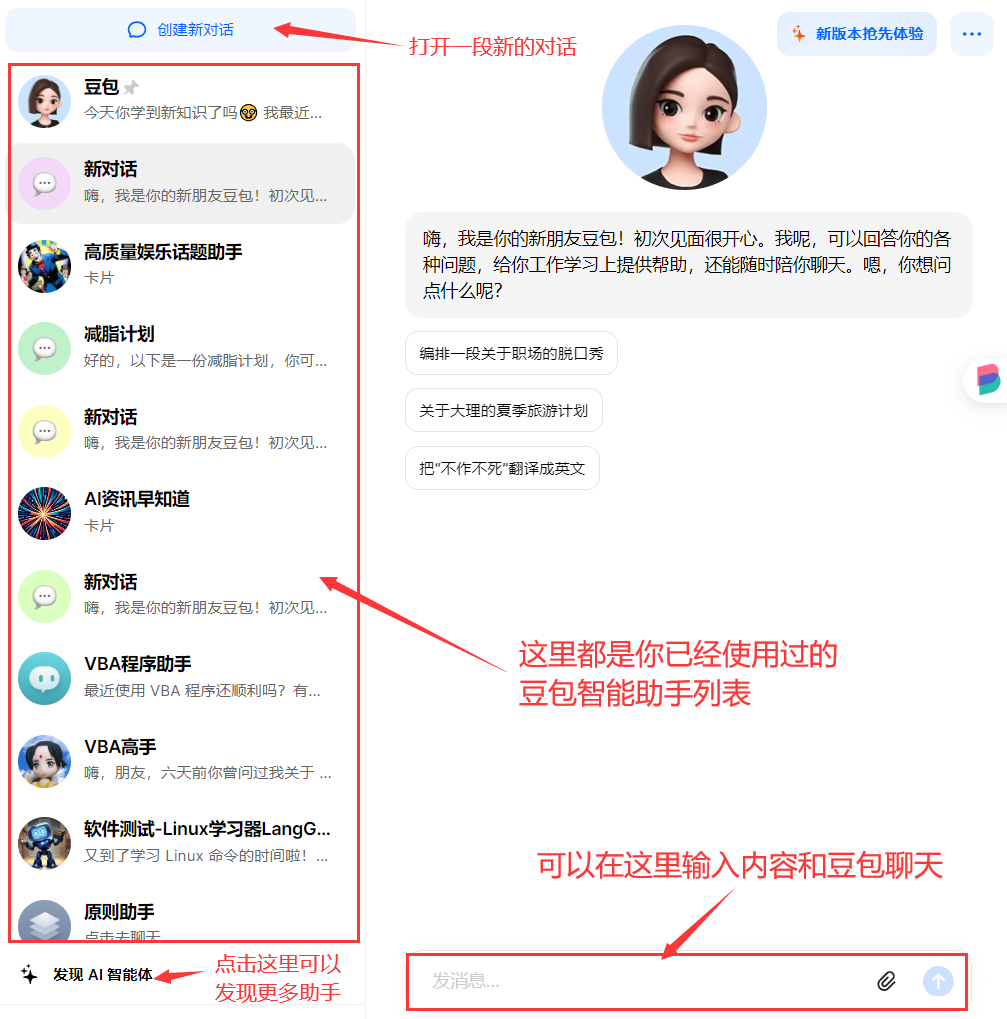 创建新对话
打开一段新的对话
新版本抢先体验
豆包
今天你学到新知识了吗🤓 我最近...
新对话
嗨，我是你的新朋友豆包！初次见...
高质量娱乐话题助手
卡片
减脂计划
好的，以下是一份减脂计划，你可...
新对话
嗨，我是你的新朋友豆包！初次见...
AI资讯早知道
卡片
新对话
嗨，我是你的新朋友豆包！初次见...
VBA程序助手
最近使用 VBA 程序还顺利吗？有...
VBA高手
嗨，朋友，六天前你曾问过我关于 ...
软件测试-Linux学习器LangG...
又到了学习 Linux 命令的时间啦！...
原则助手
点击去聊天
发现 AI 智能体
点击这里可以
发现更多助手
嗨，我是你的新朋友豆包！初次见面很开心。我呢，可以回答你的各
种问题，给你工作学习上提供帮助，还能随时陪你聊天。嗯，你想问
点什么呢？
编排一段关于职场的脱口秀
关于大理的夏季旅游计划
把“不作不死”翻译成英文
这里都是你已经使用过的
豆包智能助手列表
可以在这里输入内容和豆包聊天
发消息...